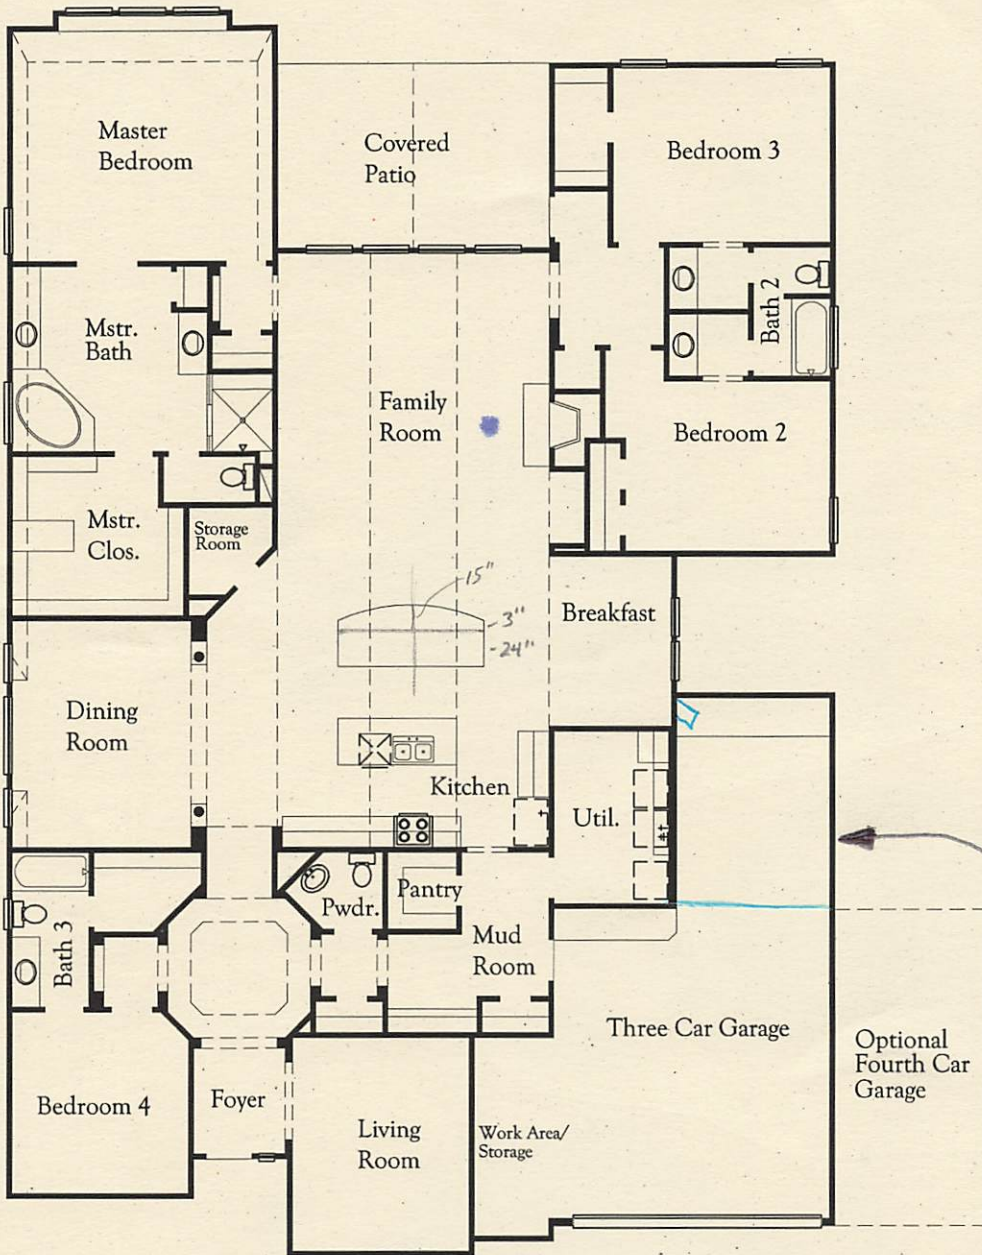 Master
Bedroom
Covered
Patio
Bedroom 3
Mstr.
Bath
Bath 2
Family
Room
Bedroom 2
Mstr.
Clos.
Storage
Room
15"
3"
24"
Breakfast
Dining
Room
Kitchen
Util.
Pantry
Pwdr.
Bath 3
Mud
Room
Three Car Garage
Optional
Fourth Car
Garage
Bedroom 4
Foyer
Living
Room
Work Area/
Storage